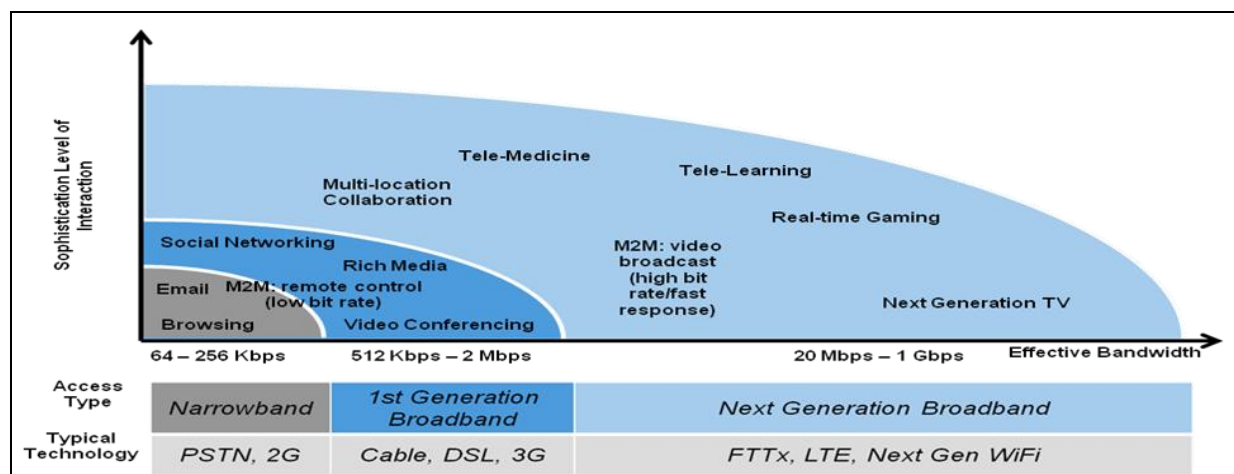 Sophistication Level of
Interaction
Tele-Medicine
Tele-Learning
Multi-location
Collaboration
Real-time Gaming
Social Networking
M2M: video
broadcast
(high bit
rate/fast
response)
Rich Media
Email
M2M: remote control
(low bit rate)
Next Generation TV
Browsing
Video Conferencing
64 – 256 Kbps
512 Kbps – 2 Mbps
20 Mbps – 1 Gbps
Effective Bandwidth
Access
Type
Narrowband
1st Generation
Broadband
Next Generation Broadband
Typical
Technology
PSTN, 2G
Cable, DSL, 3G
FTTx, LTE, Next Gen WiFi